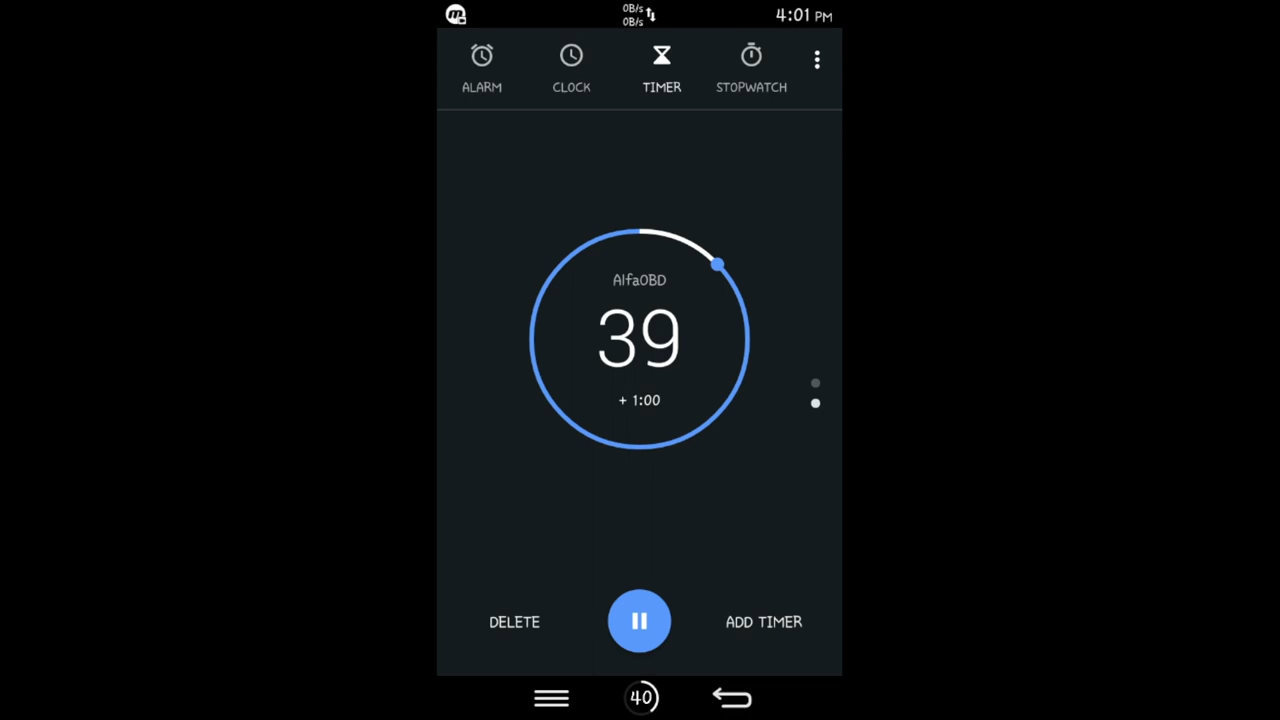 0B/s
0B/s
4:01 PM
ALARM CLOCK TIMER STOPWATCH
AlfaOBD
39
+ 1:00
DELETE ADD TIMER
40